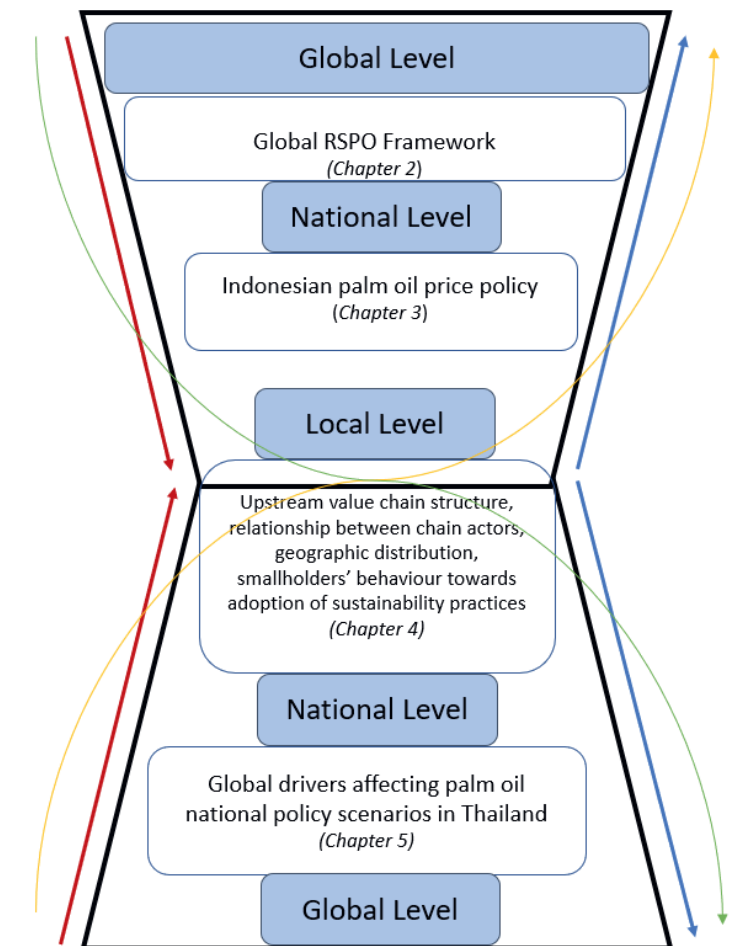 Global Level
Global RSPO Framework
(Chapter 2)
National Level
Indonesian palm oil price policy
(Chapter 3)
Local Level
Upstream value chain structure,
relationship between chain actors,
geographic distribution,
smallholders’ behaviour towards
adoption of sustainability practices
(Chapter 4)
National Level
Global drivers affecting palm oil
national policy scenarios in Thailand
(Chapter 5)
Global Level